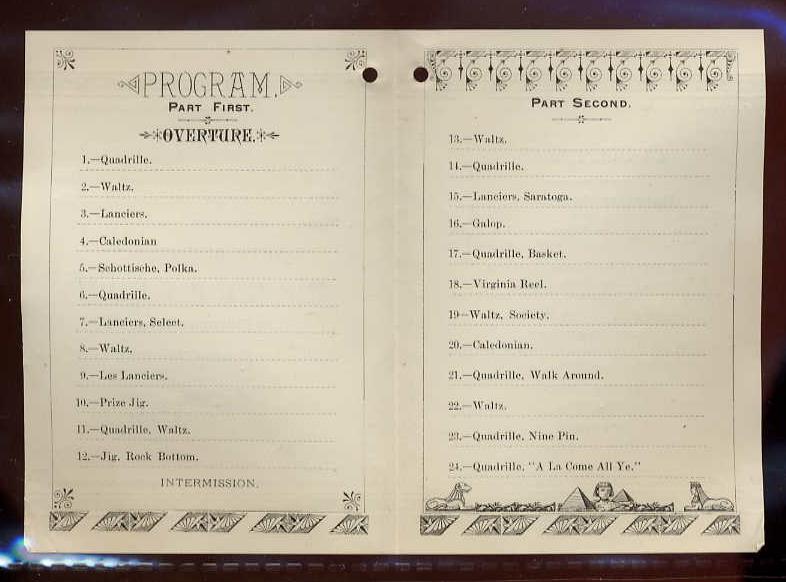 PROGRAM.
PART FIRST.
OVERTURE.
1.—Quadrille.
2.—Waltz.
3.—Lanciers.
4.—Caledonian
5.—Schottische, Polka.
6.—Quadrille.
7.—Lanciers, Select.
8.—Waltz.
9.—Les Lanciers.
10.—Prize Jig.
11.—Quadrille, Waltz.
12.—Jig, Rock Bottom.
INTERMISSION.
PART SECOND.
13.—Waltz.
14.—Quadrille.
15.—Lanciers, Saratoga.
16.—Galop.
17.—Quadrille, Basket.
18.—Virginia Reel.
19—Waltz, Society.
20.—Caledonian.
21.—Quadrille, Walk Around.
22.—Waltz.
23.—Quadrille, Nine Pin.
24.—Quadrille, "A La Come All Ye."